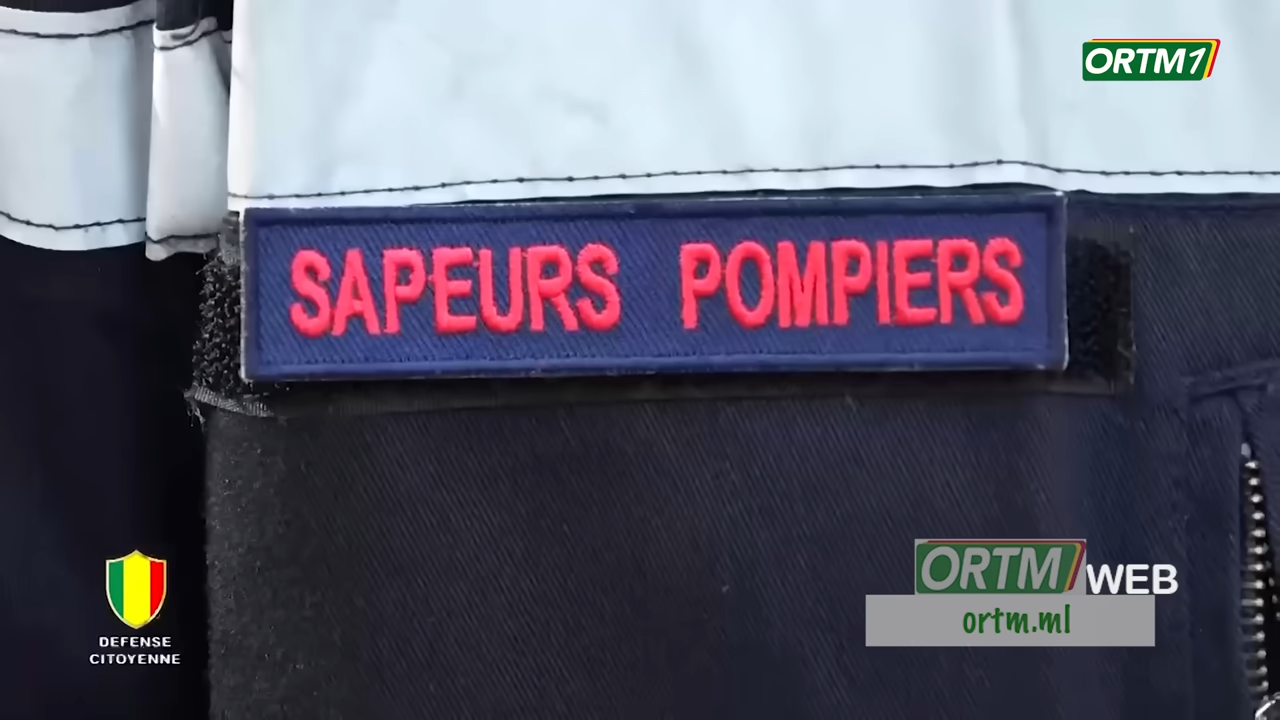 ORTM1
SAPEURS POMPIERS
ORTM WEB
ortm.ml
DEFENSE
CITOYENNE